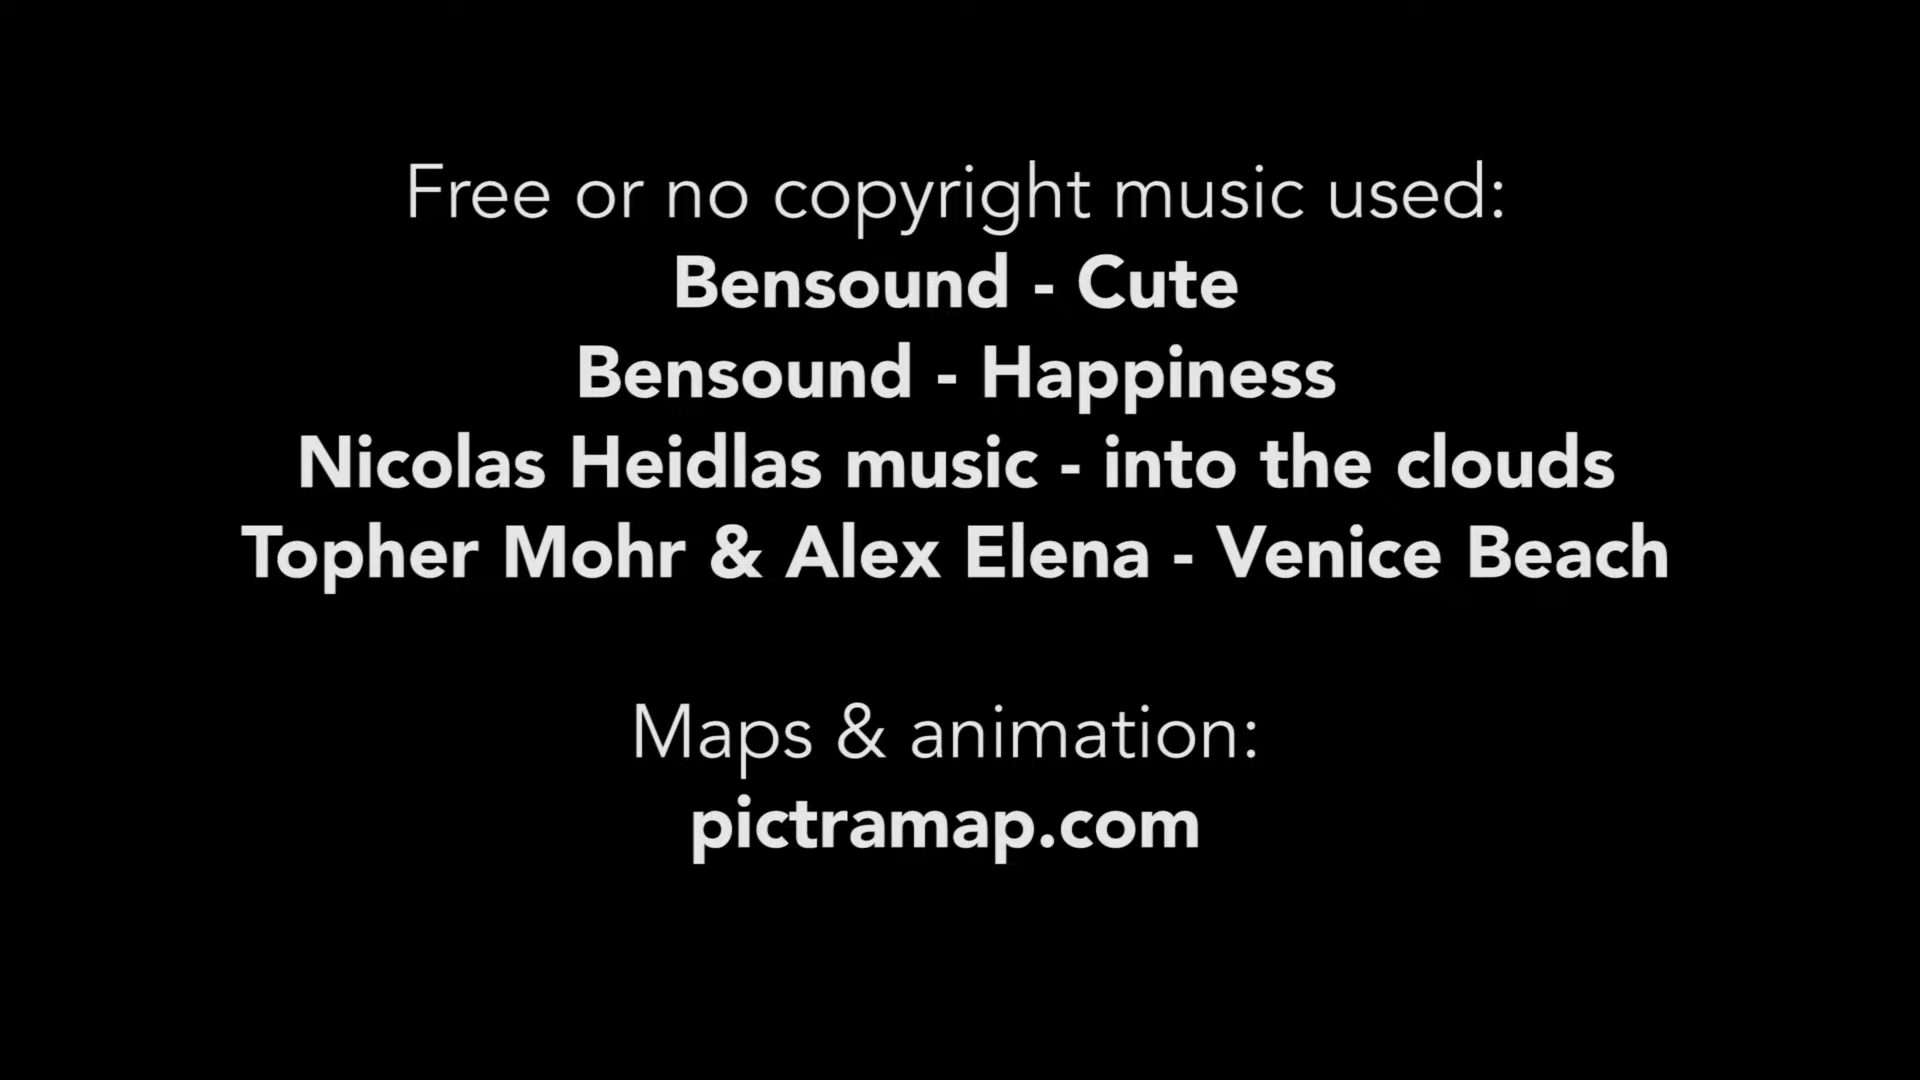 Free or no copyright music used:
Bensound - Cute
Bensound - Happiness
Nicolas Heidlas music - into the clouds
Topher Mohr & Alex Elena - Venice Beach
Maps & animation:
pictramap.com